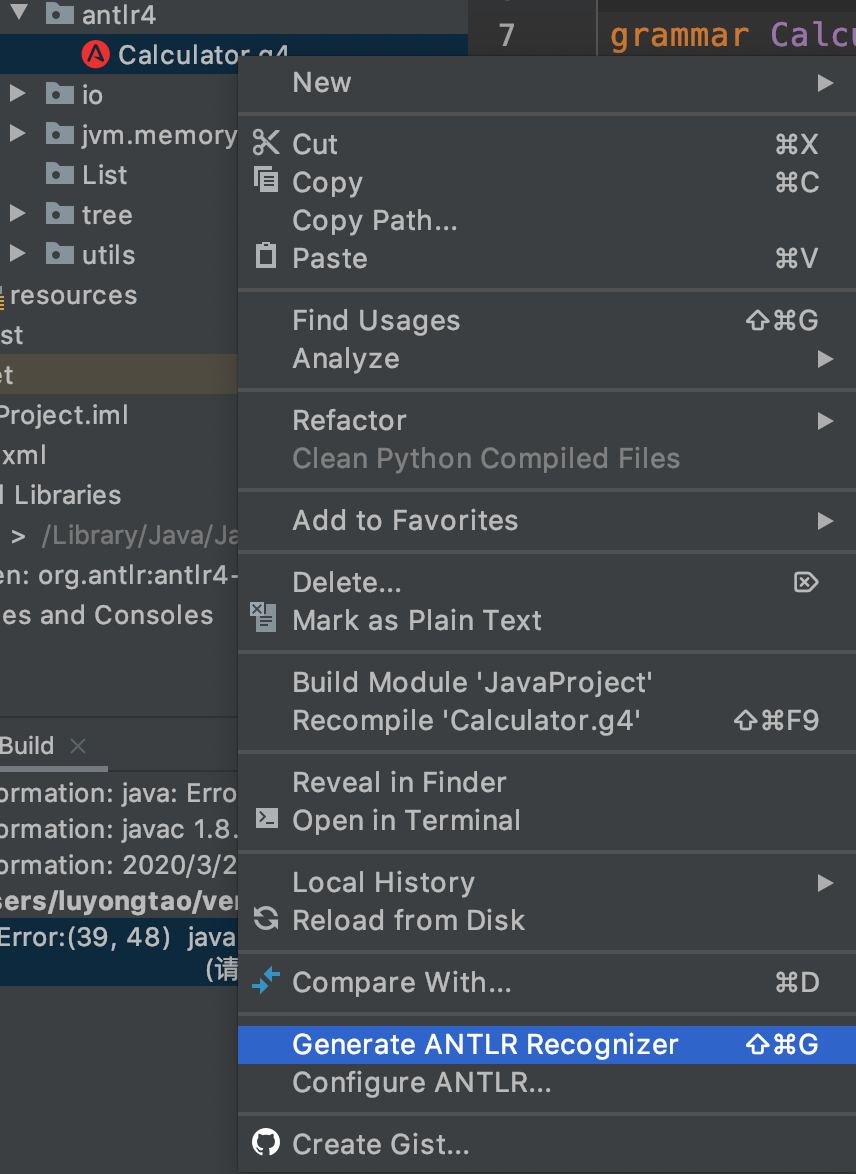 antlr4
7 grammar Calcu
Calculator.g4
New
io
jvm.memory
Cut ⌘X
List
Copy ⌘C
tree
Copy Path...
utils
Paste ⌘V
resources
st
Find Usages ⇧⌘G
Analyze
et
Project.iml
Refactor
xml
Clean Python Compiled Files
l Libraries
Add to Favorites
> /Library/Java/Ja
en: org.antlr:antlr4-
Delete...
es and Consoles
Mark as Plain Text
Build Module 'JavaProject'
Recompile 'Calculator.g4' ⇧⌘F9
Build
Reveal in Finder
ormation: java: Erro
Open in Terminal
ormation: javac 1.8.
ormation: 2020/3/2
Local History
sers/luyongtao/ver
Reload from Disk
Error:(39, 48) java
(请
Compare With... ⌘D
Generate ANTLR Recognizer ⇧⌘G
Configure ANTLR...
Create Gist...